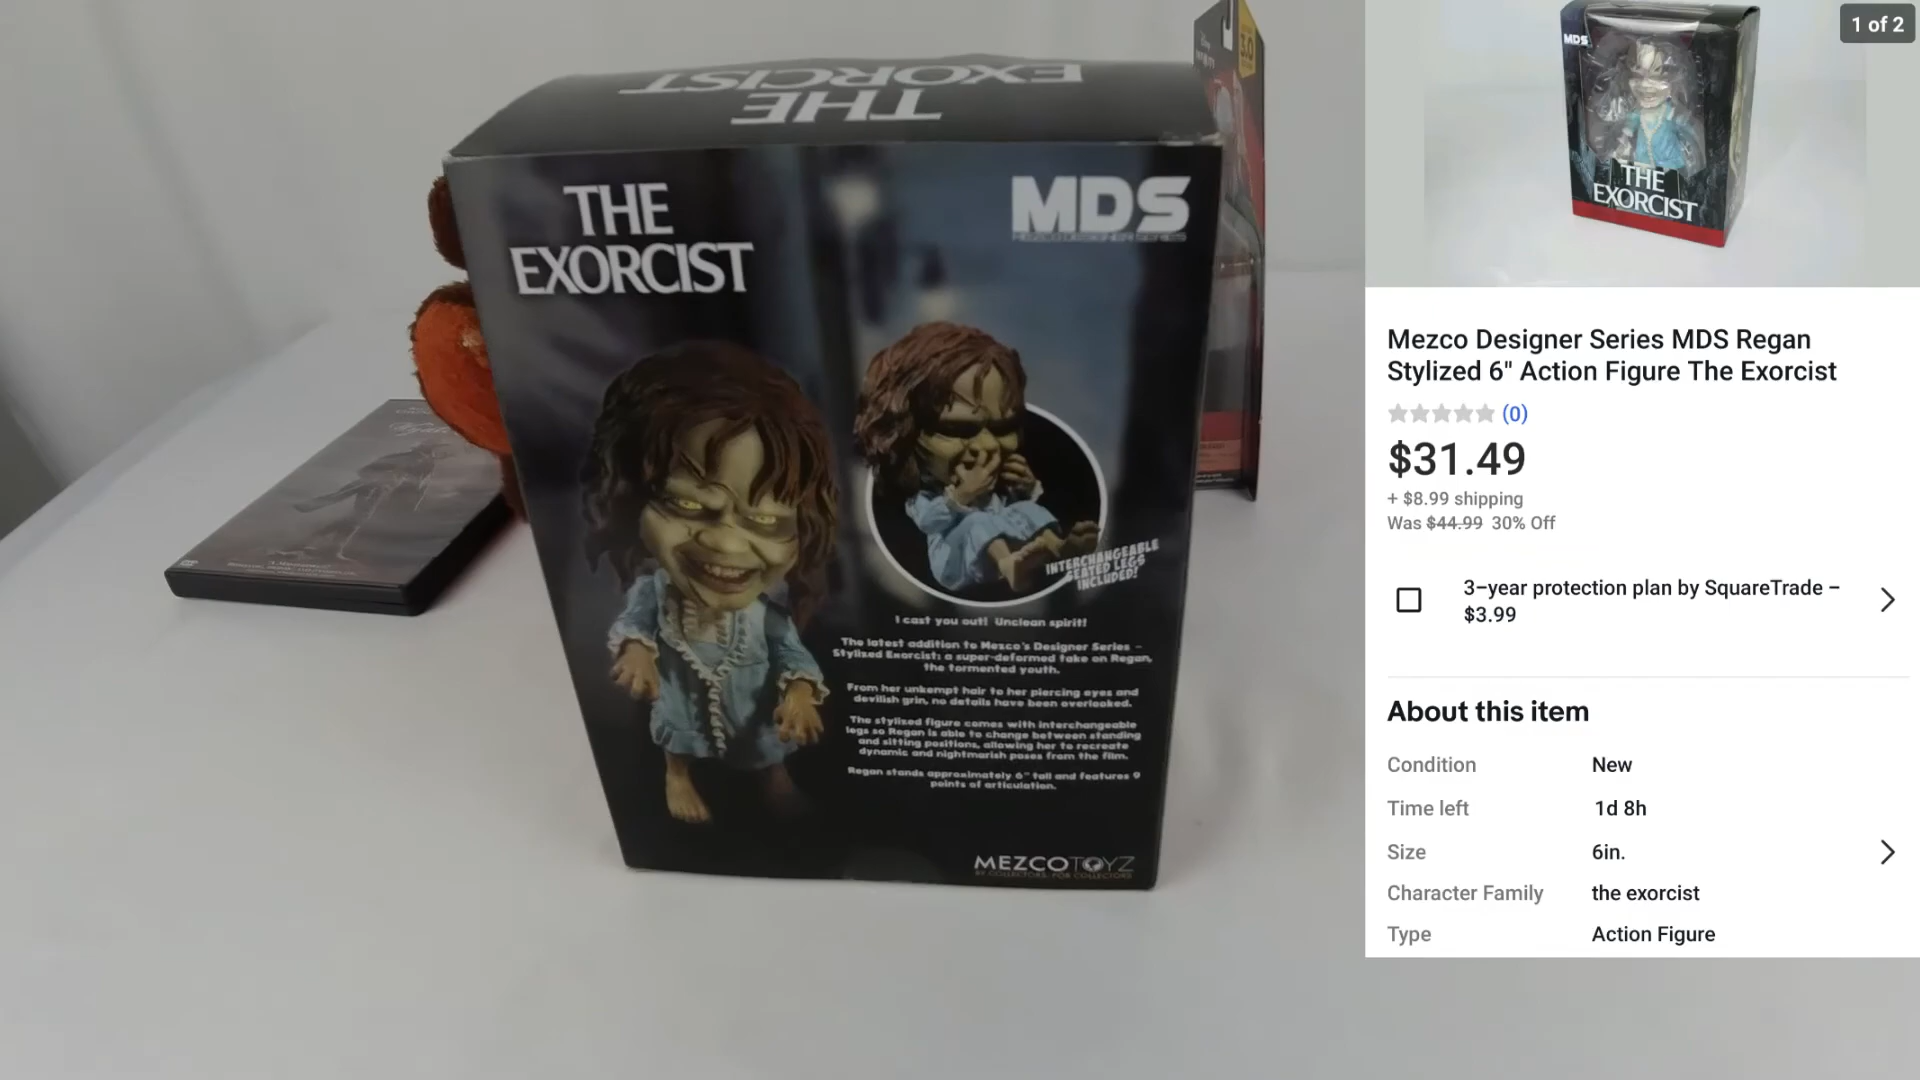 EXORCIST
THE
THE
EXORCIST
MDS
INTERCHANGEABLE
SEATED LEGS
INCLUDED!
I cast you out! Unclean spirit!
The latest addition to Mezco's Designer Series –
Stylized Exorcist: a super-deformed take on Regan,
the tormented youth.
From her unkempt hair to her piercing eyes and
devilish grin, no details have been overlooked.
The stylized figure comes with interchangeable
legs so Regan is able to change between standing
and sitting positions, allowing her to recreate
dynamic and nightmarish poses from the film.
Regan stands approximately 6" tall and features 9
points of articulation.
MEZCOTOYZ
BY COLLECTORS. FOR COLLECTORS
3.0
1 of 2
MDS
THE
EXORCIST
Mezco Designer Series MDS Regan
Stylized 6" Action Figure The Exorcist
(0)
$31.49
+ $8.99 shipping
Was $44.99 30% Off
3-year protection plan by SquareTrade –
$3.99
About this item
Condition New
Time left 1d 8h
Size 6in.
Character Family the exorcist
Type Action Figure